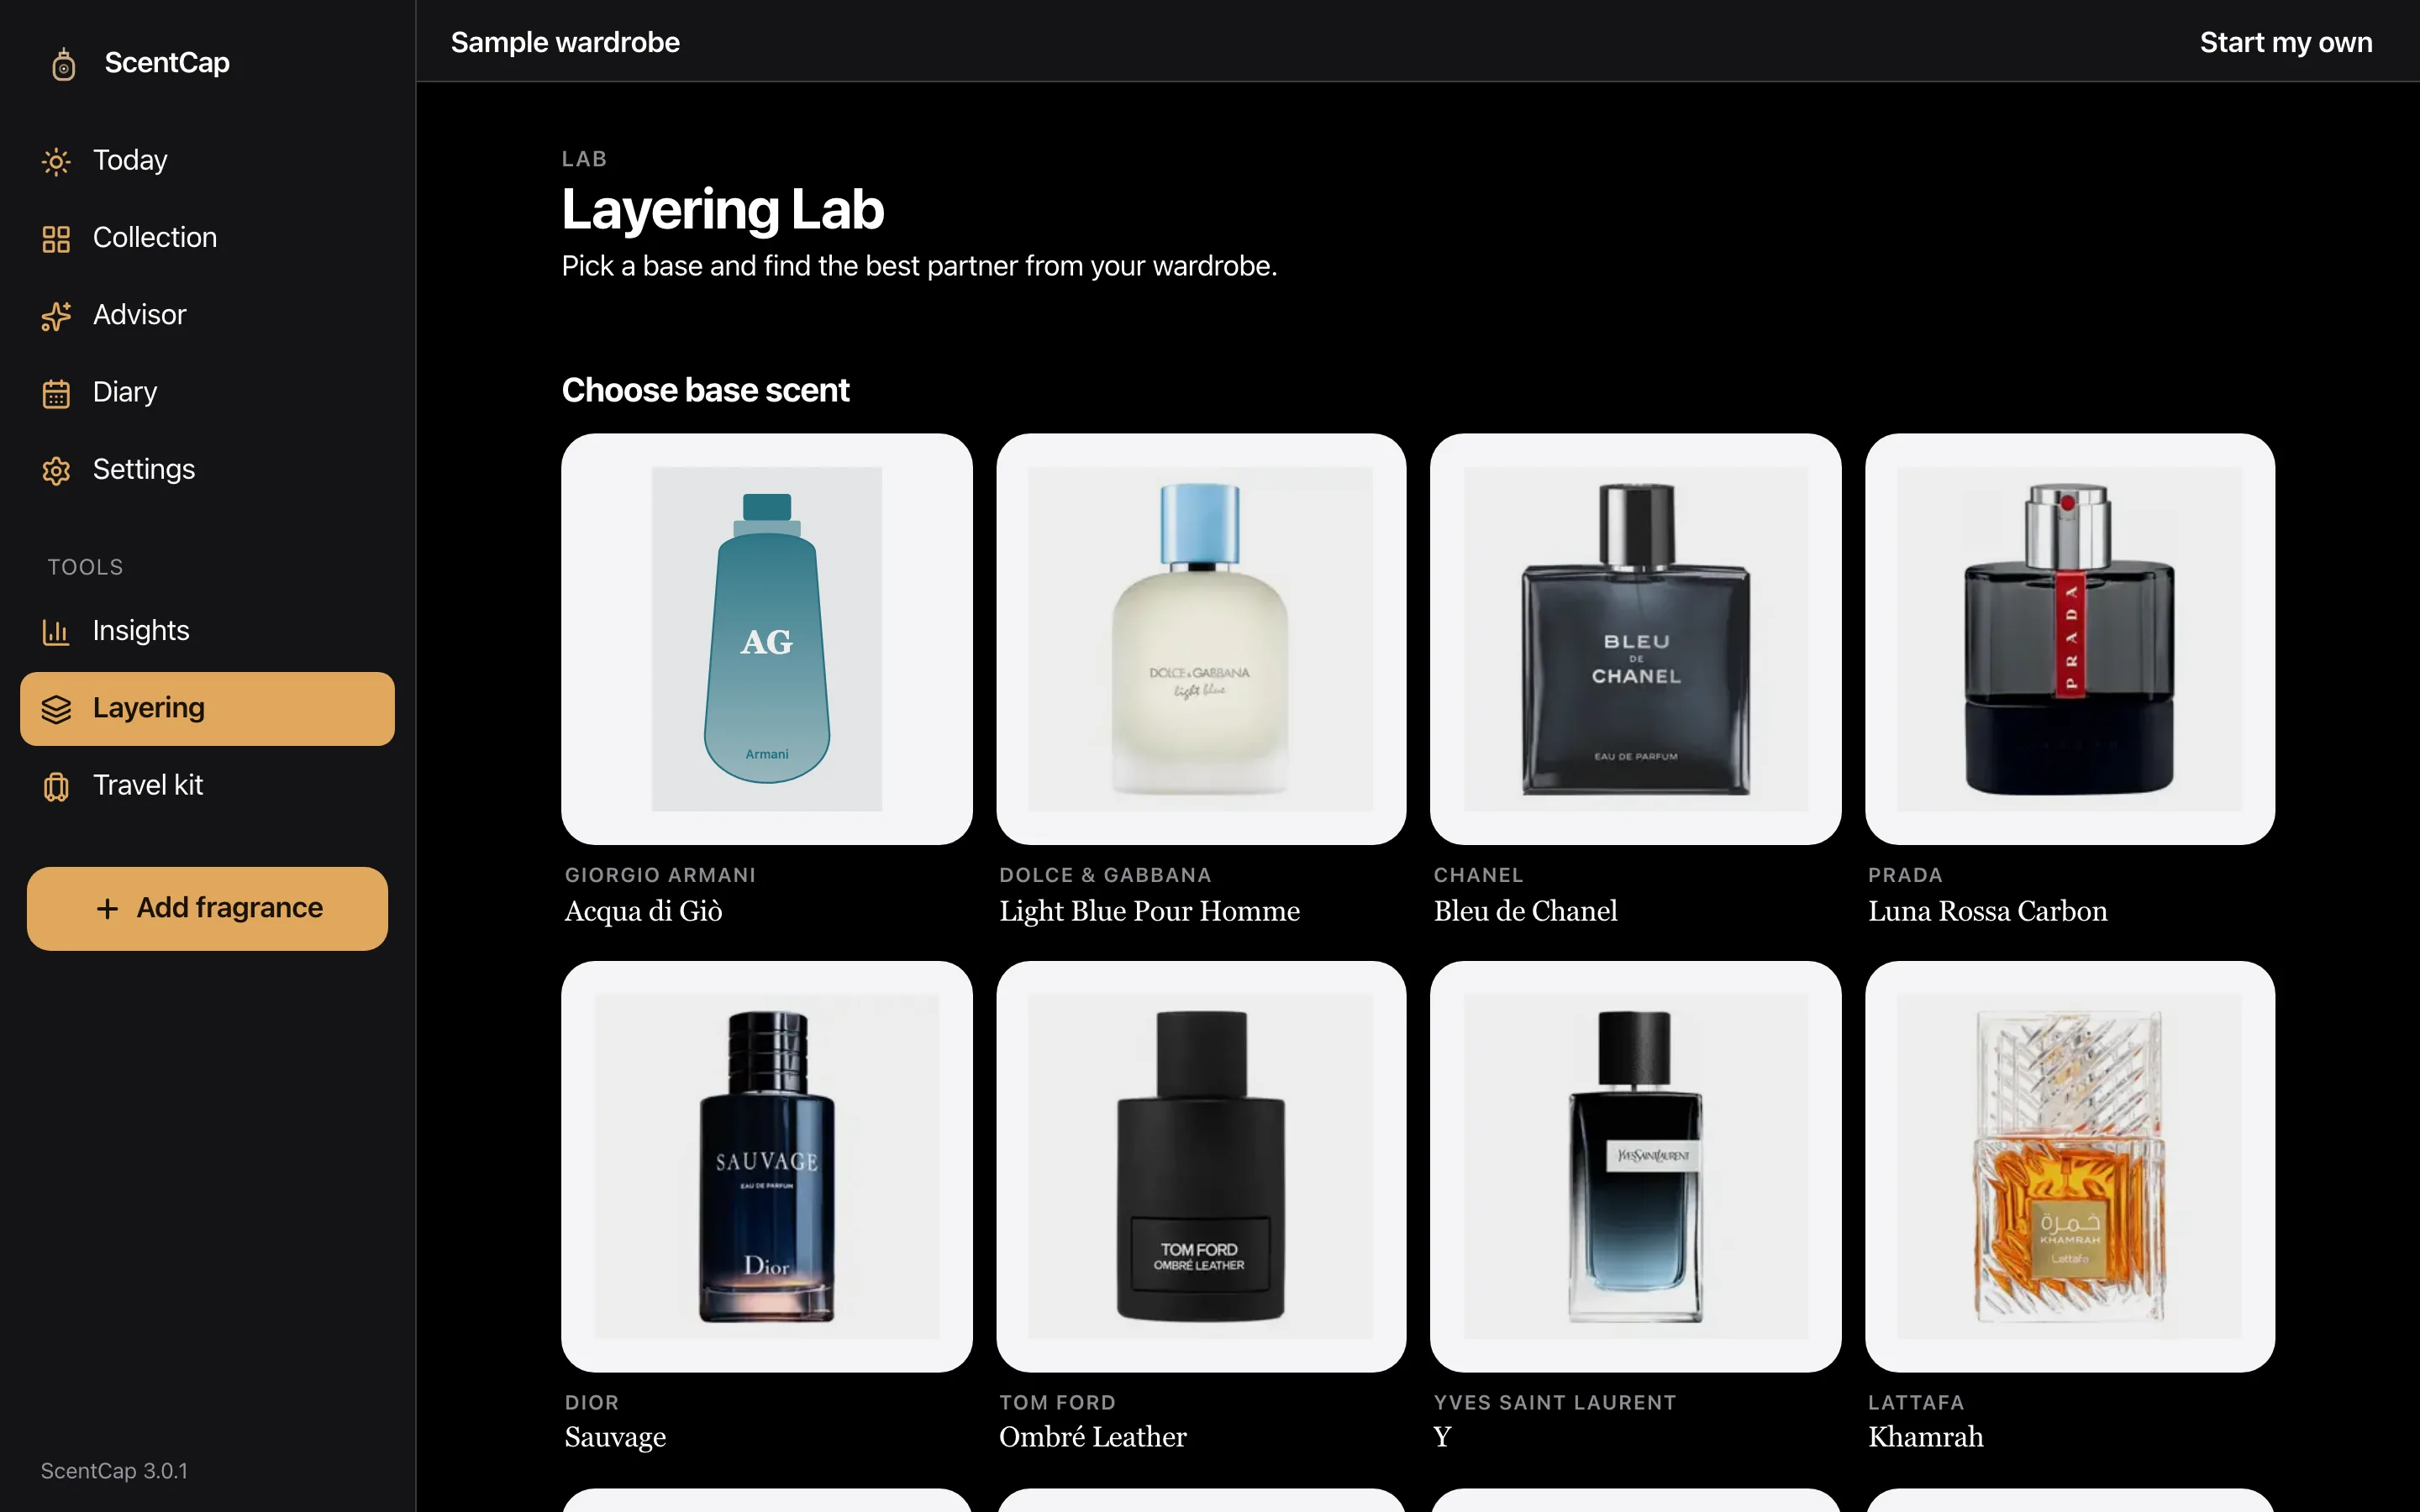 ScentCap
Today
Collection
Advisor
Diary
Settings
TOOLS
Insights
Layering
Travel kit
+ Add fragrance
ScentCap 3.0.1
Sample wardrobe
Start my own
LAB
Layering Lab
Pick a base and find the best partner from your wardrobe.
Choose base scent
AG
Armani
GIORGIO ARMANI
Acqua di Giò
DOLCE & GABBANA
light blue
DOLCE & GABBANA
Light Blue Pour Homme
BLEU
DE
CHANEL
EAU DE PARFUM
CHANEL
Bleu de Chanel
PRADA
PRADA
Luna Rossa Carbon
SAUVAGE
EAU DE PARFUM
Dior
DIOR
Sauvage
TOM FORD
OMBRÉ LEATHER
TOM FORD
Ombré Leather
YVESSAINTLAURENT
YVES SAINT LAURENT
Y
خمرة
KHAMRAH
Lattafa
LATTAFA
Khamrah